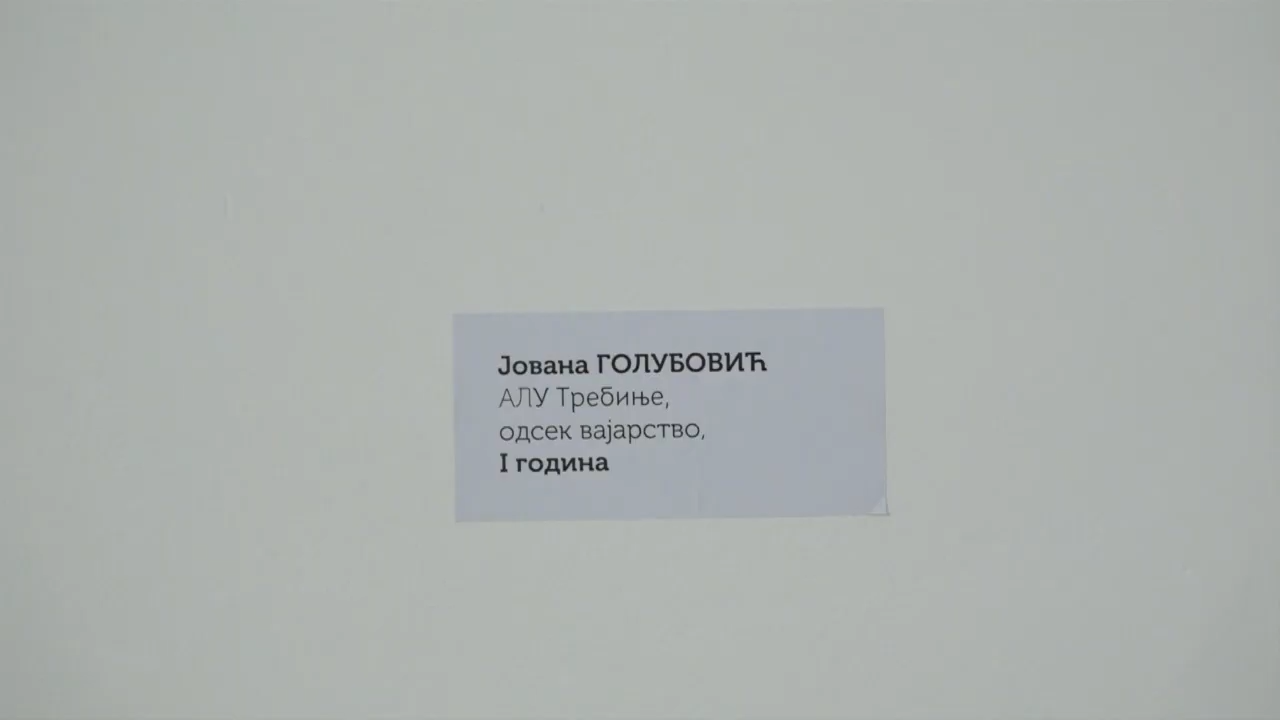 Јована ГОЛУБОВИЋ
АЛУ Требиње,
одсек вајарство,
I година